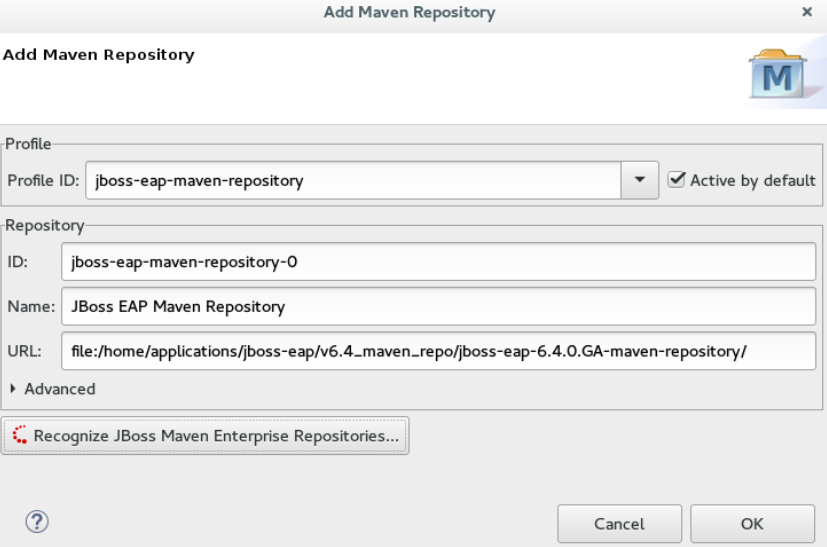 Add Maven Repository
×
Add Maven Repository
M
Profile
Profile ID: jboss-eap-maven-repository Active by default
Repository
ID: jboss-eap-maven-repository-0
Name: JBoss EAP Maven Repository
URL: file:/home/applications/jboss-eap/v6.4_maven_repo/jboss-eap-6.4.0.GA-maven-repository/
Advanced
Recognize JBoss Maven Enterprise Repositories...
? Cancel OK